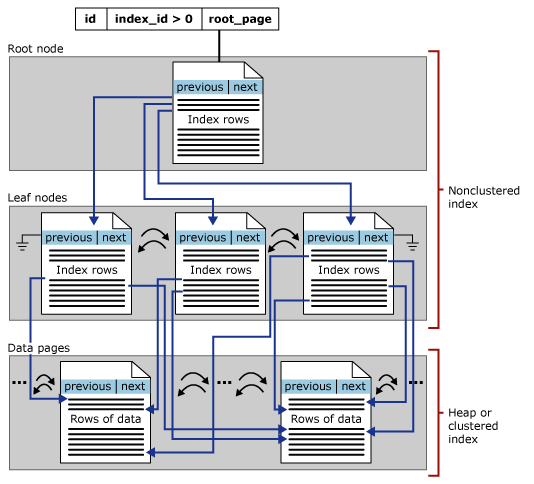 id index_id > 0 root_page
Root node
previous next
Index rows
Nonclustered
index
Leaf nodes
previous next previous next previous next
Index rows Index rows Index rows
Data pages
... ... ...
previous next previous next
Rows of data Rows of data
Heap or
clustered
index